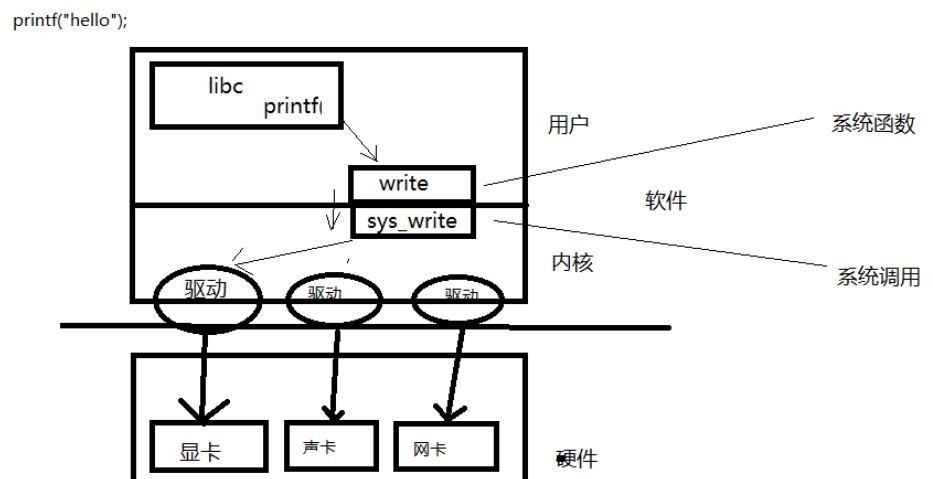 printf("hello");
libc
printf(
用户
系统函数
write
软件
sys_write
内核
系统调用
驱动
驱动
驱动
显卡
声卡
网卡
硬件